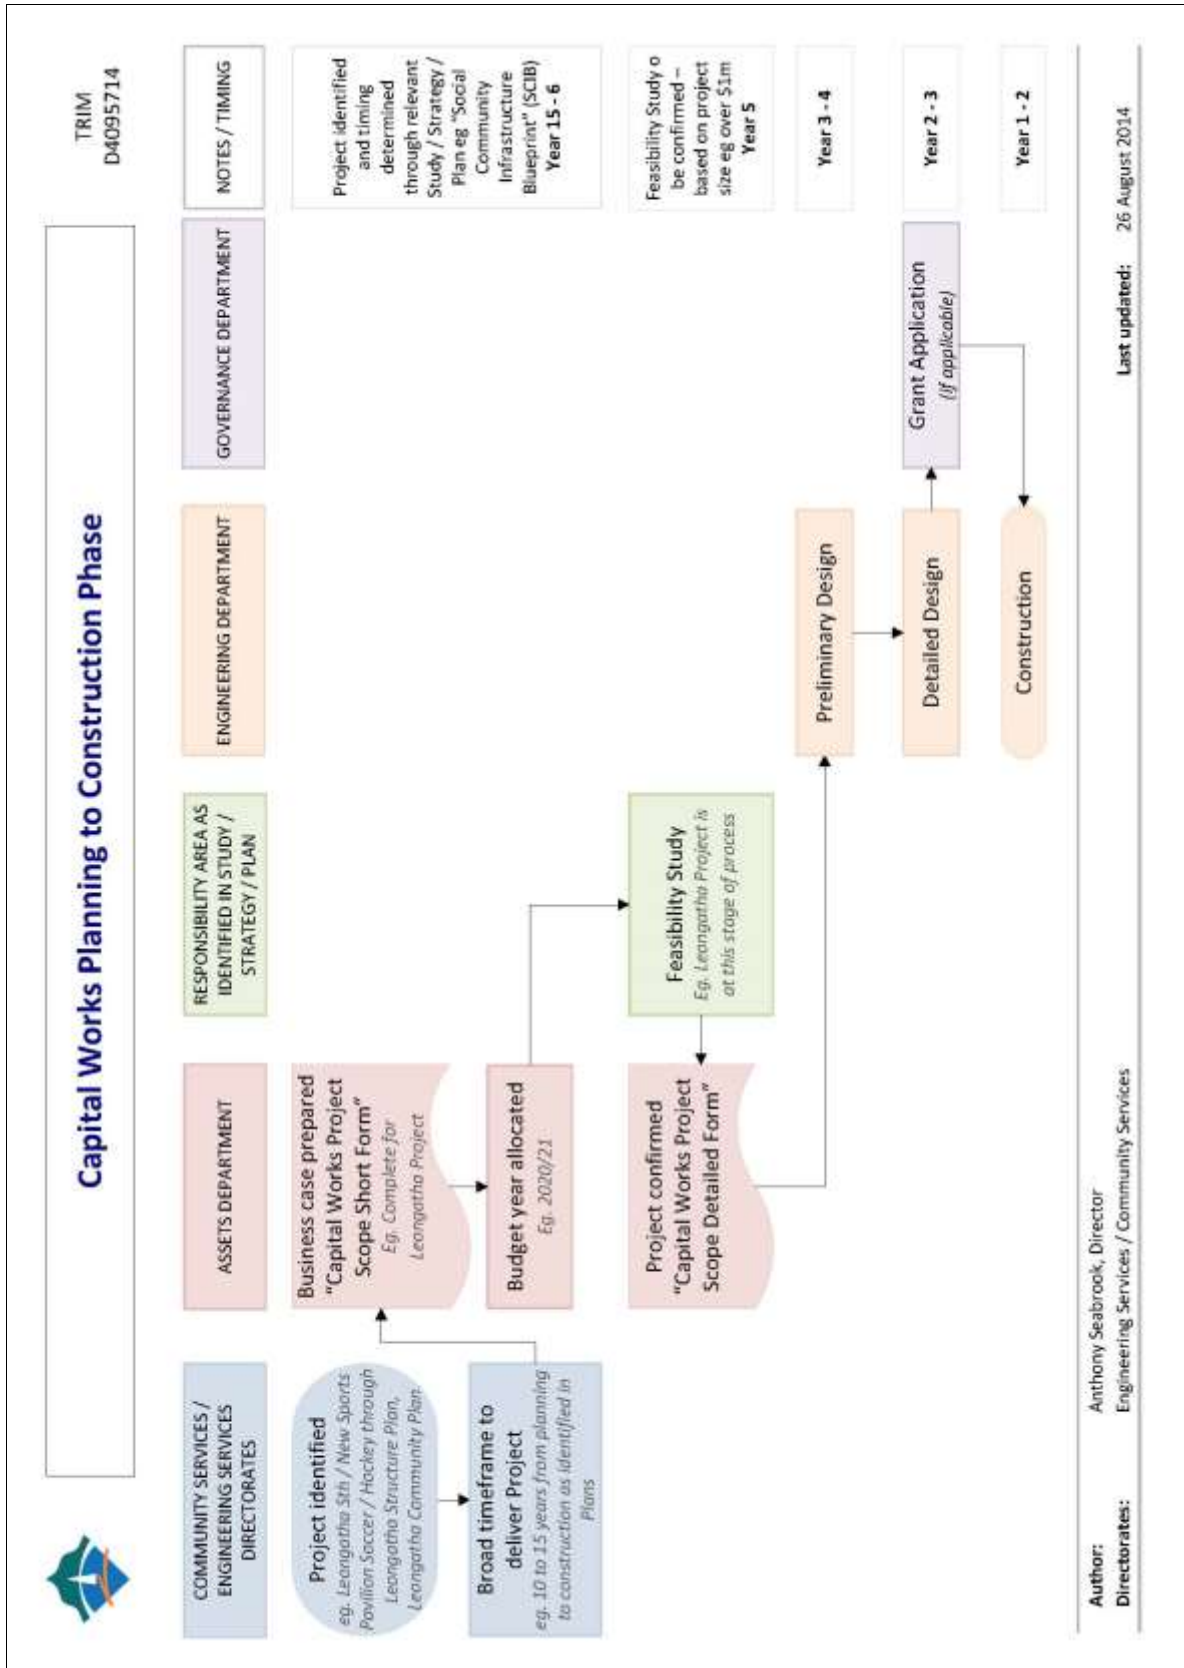 TRIM
D4095714
Capital Works Planning to Construction Phase
COMMUNITY SERVICES /
ENGINEERING SERVICES
DIRECTORATES
ASSETS DEPARTMENT
RESPONSIBILITY AREA AS
IDENTIFIED IN STUDY /
STRATEGY / PLAN
ENGINEERING DEPARTMENT
GOVERNANCE DEPARTMENT
NOTES / TIMING
Project identified
eg. Leongatha Sth / New Sports
Pavilion Soccer / Hockey through
Leongatha Structure Plan,
Leongatha Community Plan.
Business case prepared
“Capital Works Project
Scope Short Form”
Eg. Complete for
Leongatha Project
Project identified
and timing
determined
through relevant
Study / Strategy /
Plan eg “Social
Community
Infrastructure
Blueprint” (SCIB)
Year 15 - 6
Broad timeframe to
deliver Project
eg. 10 to 15 years from planning
to construction as identified in
Plans
Budget year allocated
Eg. 2020/21
Project confirmed
“Capital Works Project
Scope Detailed Form”
Feasibility Study
Eg. Leongatha Project is
at this stage of process
Feasibility Study o
be confirmed –
based on project
size eg over $1m
Year 5
Preliminary Design
Year 3 - 4
Detailed Design
Grant Application
(if applicable)
Year 2 - 3
Construction
Year 1 - 2
Author: Anthony Seabrook, Director
Directorates: Engineering Services / Community Services
Last updated: 26 August 2014